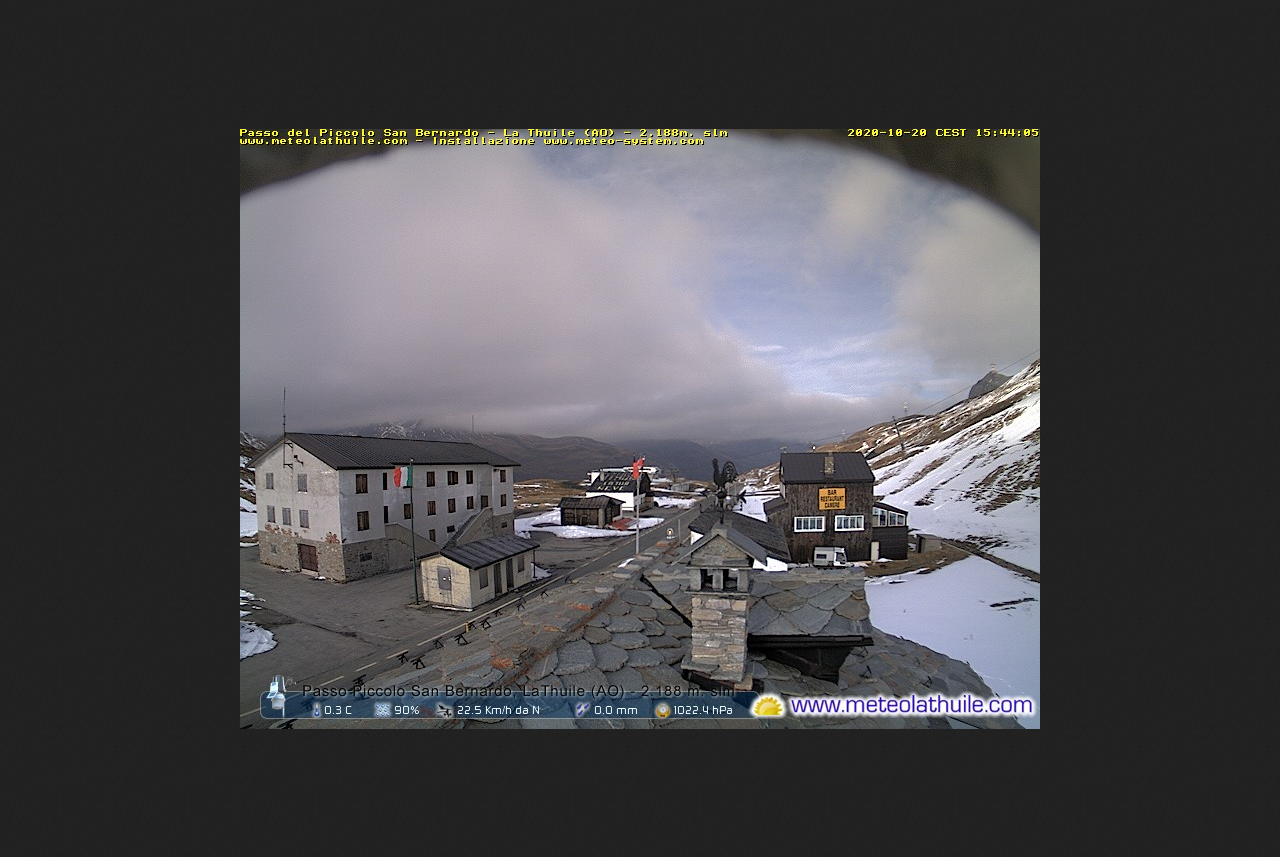 Passo del Piccolo San Bernardo - La Thuile (AO) - 2.188m. slm
2020-10-20 CEST 15:44:05
www.meteolathuile.com - Installazione www.meteo-system.com
BAR
RESTAURANT
CAMERE
Passo Piccolo San Bernardo, LaThuile (AO) - 2.188 m. slm
0.3 C
90%
22.5 Km/h da N
0.0 mm
1022.4 hPa
www.meteolathuile.com